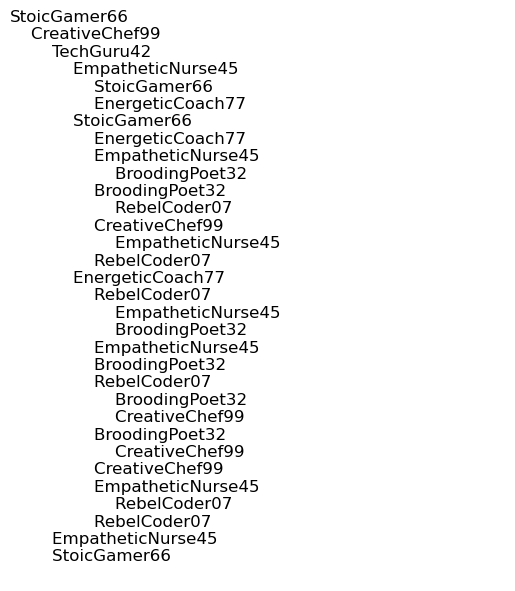 StoicGamer66
CreativeChef99
TechGuru42
EmpatheticNurse45
StoicGamer66
EnergeticCoach77
StoicGamer66
EnergeticCoach77
EmpatheticNurse45
BroodingPoet32
BroodingPoet32
RebelCoder07
CreativeChef99
EmpatheticNurse45
RebelCoder07
EnergeticCoach77
RebelCoder07
EmpatheticNurse45
BroodingPoet32
EmpatheticNurse45
BroodingPoet32
RebelCoder07
BroodingPoet32
CreativeChef99
BroodingPoet32
CreativeChef99
CreativeChef99
EmpatheticNurse45
RebelCoder07
RebelCoder07
EmpatheticNurse45
StoicGamer66